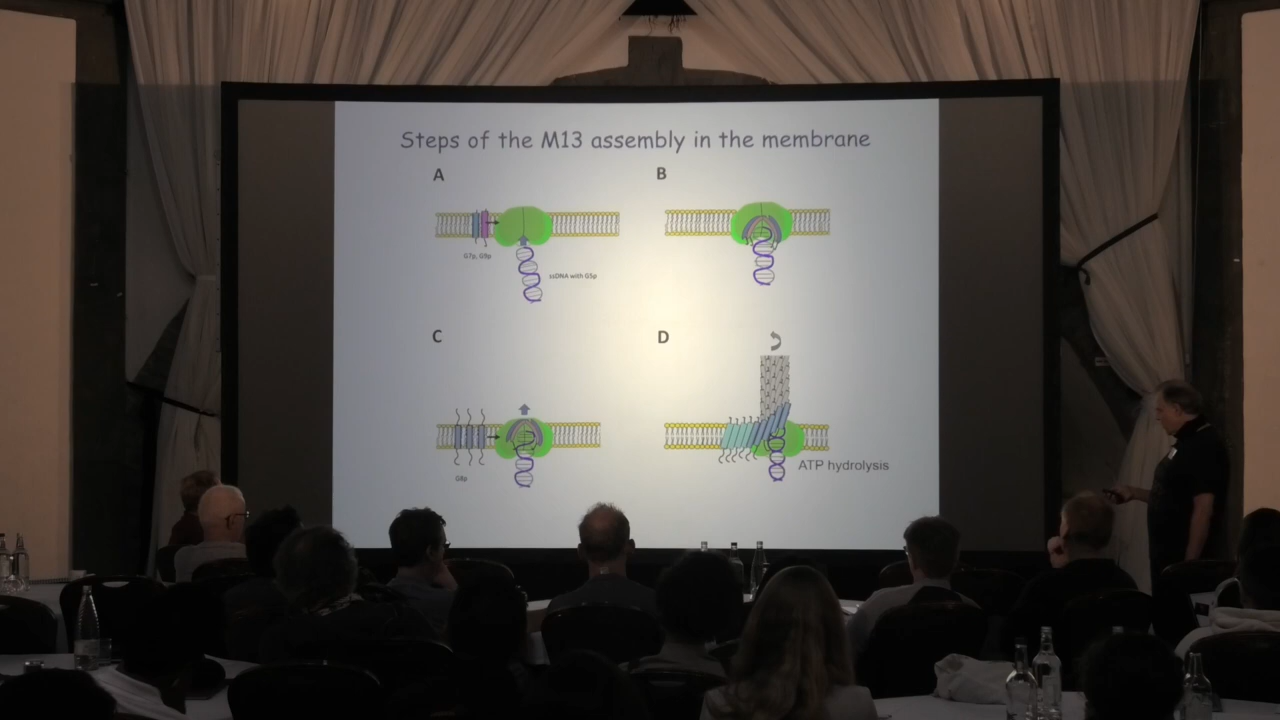 Steps of the M13 assembly in the membrane
A
B
G7p, G9p
ssDNA with G5p
C
D
G8p
ATP hydrolysis